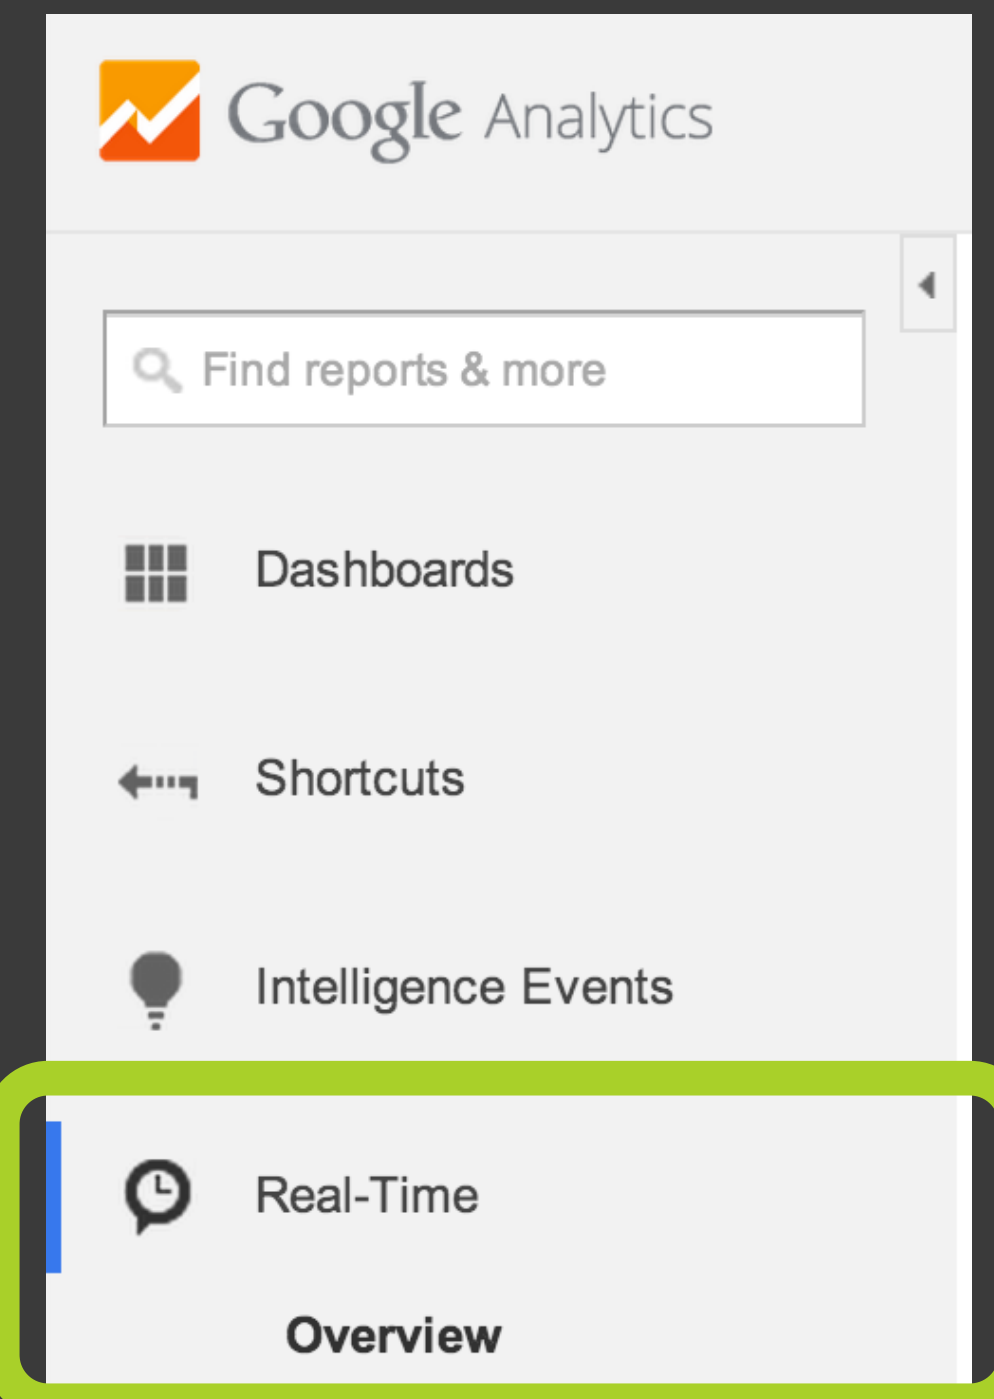 Google Analytics
Find reports & more
Dashboards
Shortcuts
Intelligence Events
Real-Time
Overview